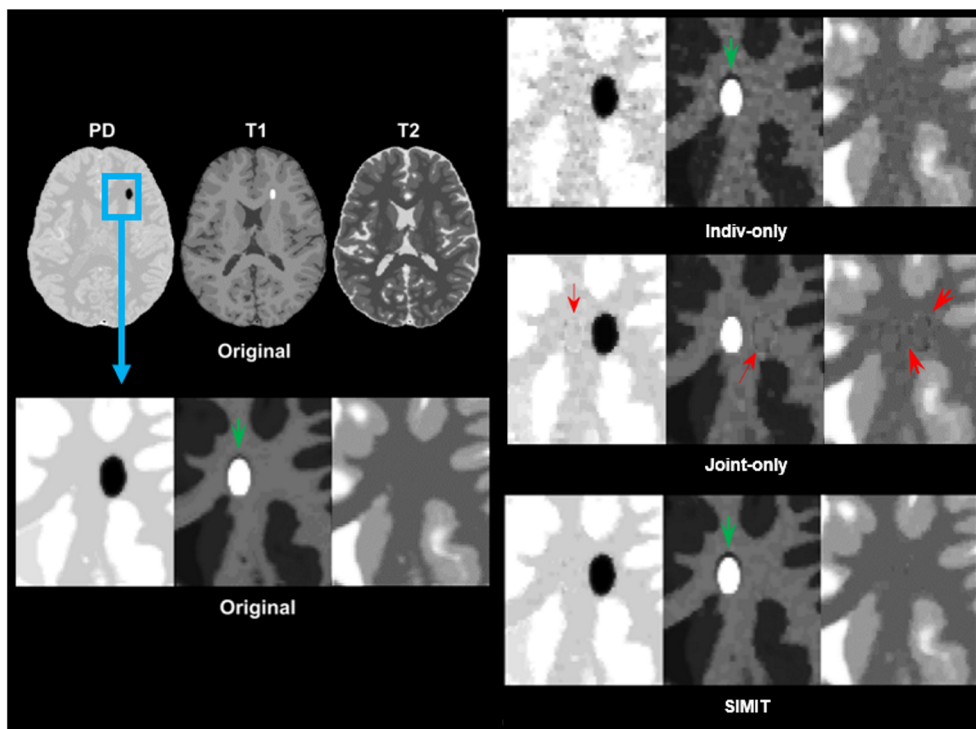 PD T1 T2
Original
Original
Indiv-only
Joint-only
SIMIT